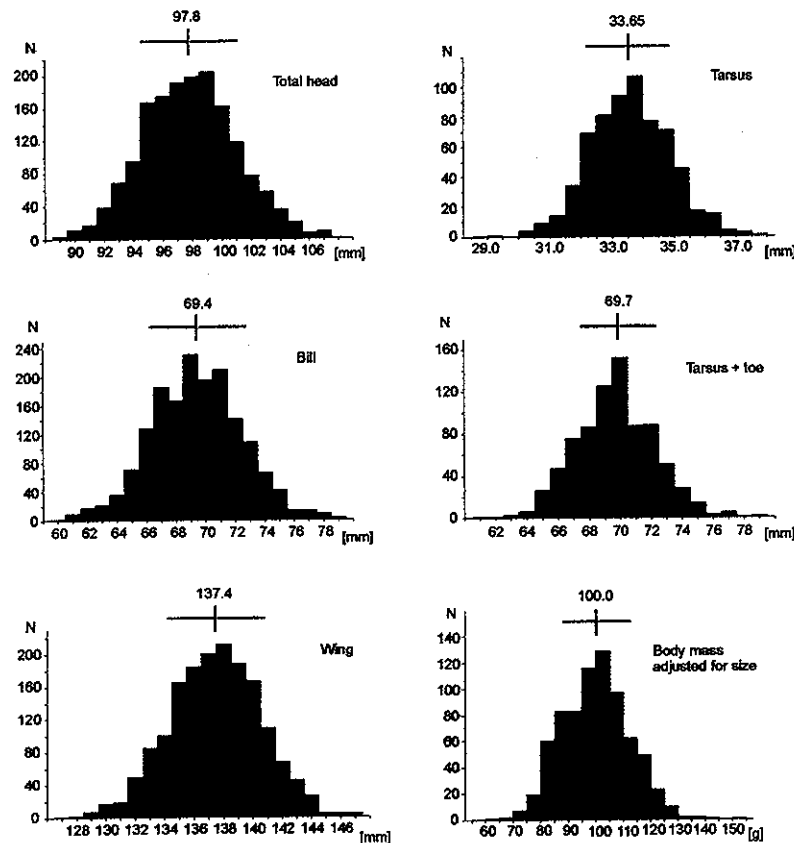 97.8
N
200
160
120
80
40
0
Total head
90 92 94 96 98 100 102 104 106 [mm]
33.65
N
100
80
60
40
20
0
Tarsus
29.0 31.0 33.0 35.0 37.0 [mm]
69.4
N
240
200
160
120
80
40
0
Bill
60 62 64 66 68 70 72 74 76 78 [mm]
69.7
N
160
120
80
40
0
Tarsus + toe
62 64 66 68 70 72 74 76 78 [mm]
137.4
N
200
160
120
80
40
0
Wing
128 130 132 134 136 138 140 142 144 146 [mm]
100.0
N
140
120
100
80
60
40
20
0
Body mass
adjusted for size
60 70 80 90 100 110 120 130 140 150 [g]